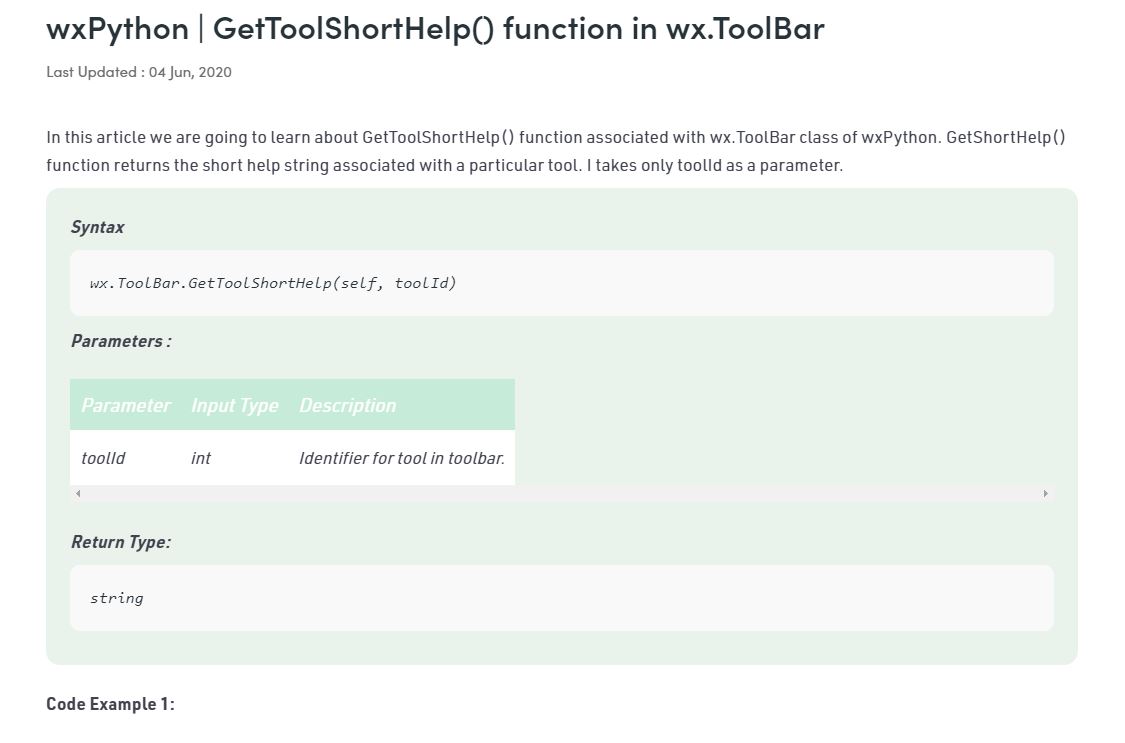 wxPython | GetToolShortHelp() function in wx.ToolBar
Last Updated : 04 Jun, 2020
In this article we are going to learn about GetToolShortHelp() function associated with wx.ToolBar class of wxPython. GetShortHelp()
function returns the short help string associated with a particular tool. I takes only toolId as a parameter.
Syntax
wx.ToolBar.GetToolShortHelp(self, toolId)
Parameters :
Parameter Input Type Description
toolId int Identifier for tool in toolbar.
Return Type:
string
Code Example 1: